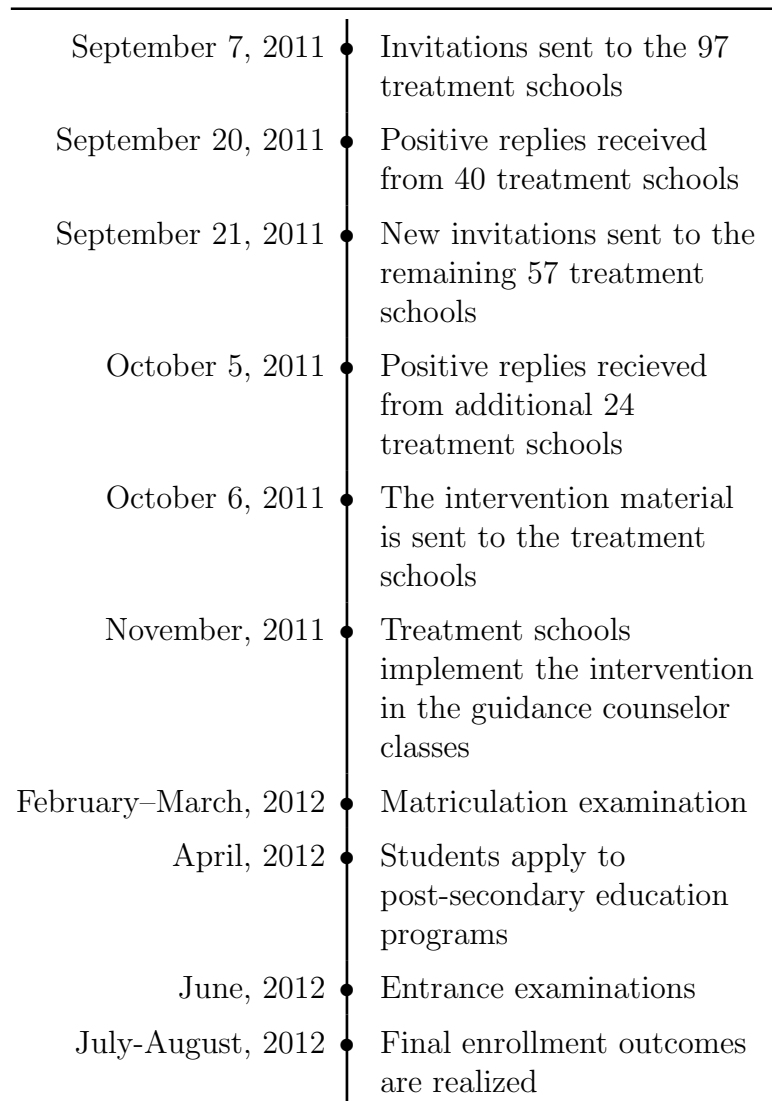 September 7, 2011 Invitations sent to the 97
treatment schools
September 20, 2011 Positive replies received
from 40 treatment schools
September 21, 2011 New invitations sent to the
remaining 57 treatment
schools
October 5, 2011 Positive replies recieved
from additional 24
treatment schools
October 6, 2011 The intervention material
is sent to the treatment
schools
November, 2011 Treatment schools
implement the intervention
in the guidance counselor
classes
February–March, 2012 Matriculation examination
April, 2012 Students apply to
post-secondary education
programs
June, 2012 Entrance examinations
July-August, 2012 Final enrollment outcomes
are realized